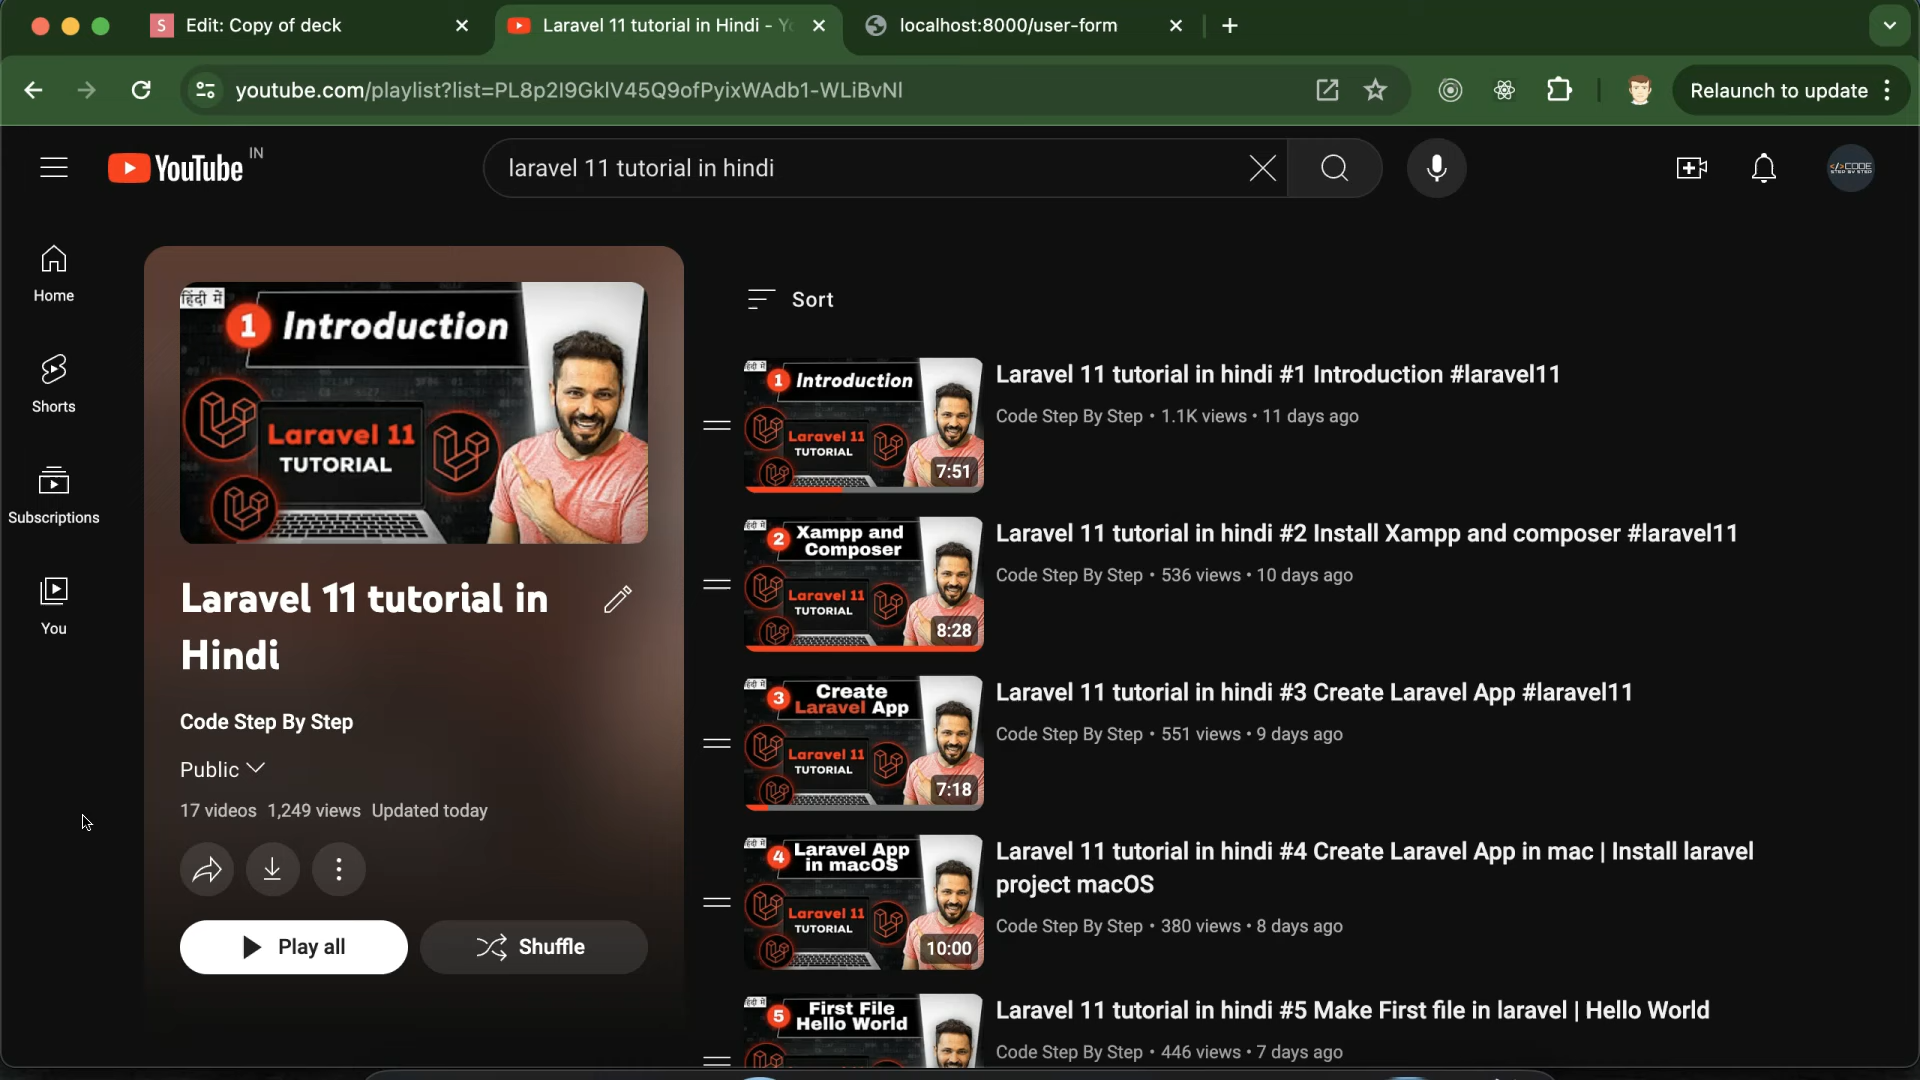 S Edit: Copy of deck
Laravel 11 tutorial in Hindi -
localhost:8000/user-form
youtube.com/playlist?list=PL8p2I9GklV45Q9ofPyixWAdb1-WLiBvNl
Relaunch to update
YouTube IN
laravel 11 tutorial in hindi
</>CODE
STEP BY STEP
Home
Shorts
Subscriptions
You
हिंदी में
1 Introduction
Laravel 11
TUTORIAL
Laravel 11 tutorial in
Hindi
Code Step By Step
Public
17 videos 1,249 views Updated today
Play all
Shuffle
Sort
हिंदी में
1 Introduction
Laravel 11
TUTORIAL
7:51
Laravel 11 tutorial in hindi #1 Introduction #laravel11
Code Step By Step • 1.1K views • 11 days ago
हिंदी में
2 Xampp and
Composer
Laravel 11
TUTORIAL
8:28
Laravel 11 tutorial in hindi #2 Install Xampp and composer #laravel11
Code Step By Step • 536 views • 10 days ago
हिंदी में
3 Create
Laravel App
Laravel 11
TUTORIAL
7:18
Laravel 11 tutorial in hindi #3 Create Laravel App #laravel11
Code Step By Step • 551 views • 9 days ago
हिंदी में
4 Laravel App
in macOS
Laravel 11
TUTORIAL
10:00
Laravel 11 tutorial in hindi #4 Create Laravel App in mac | Install laravel
project macOS
Code Step By Step • 380 views • 8 days ago
हिंदी में
5 First File
Hello World
Laravel 11 tutorial in hindi #5 Make First file in laravel | Hello World
Code Step By Step • 446 views • 7 days ago